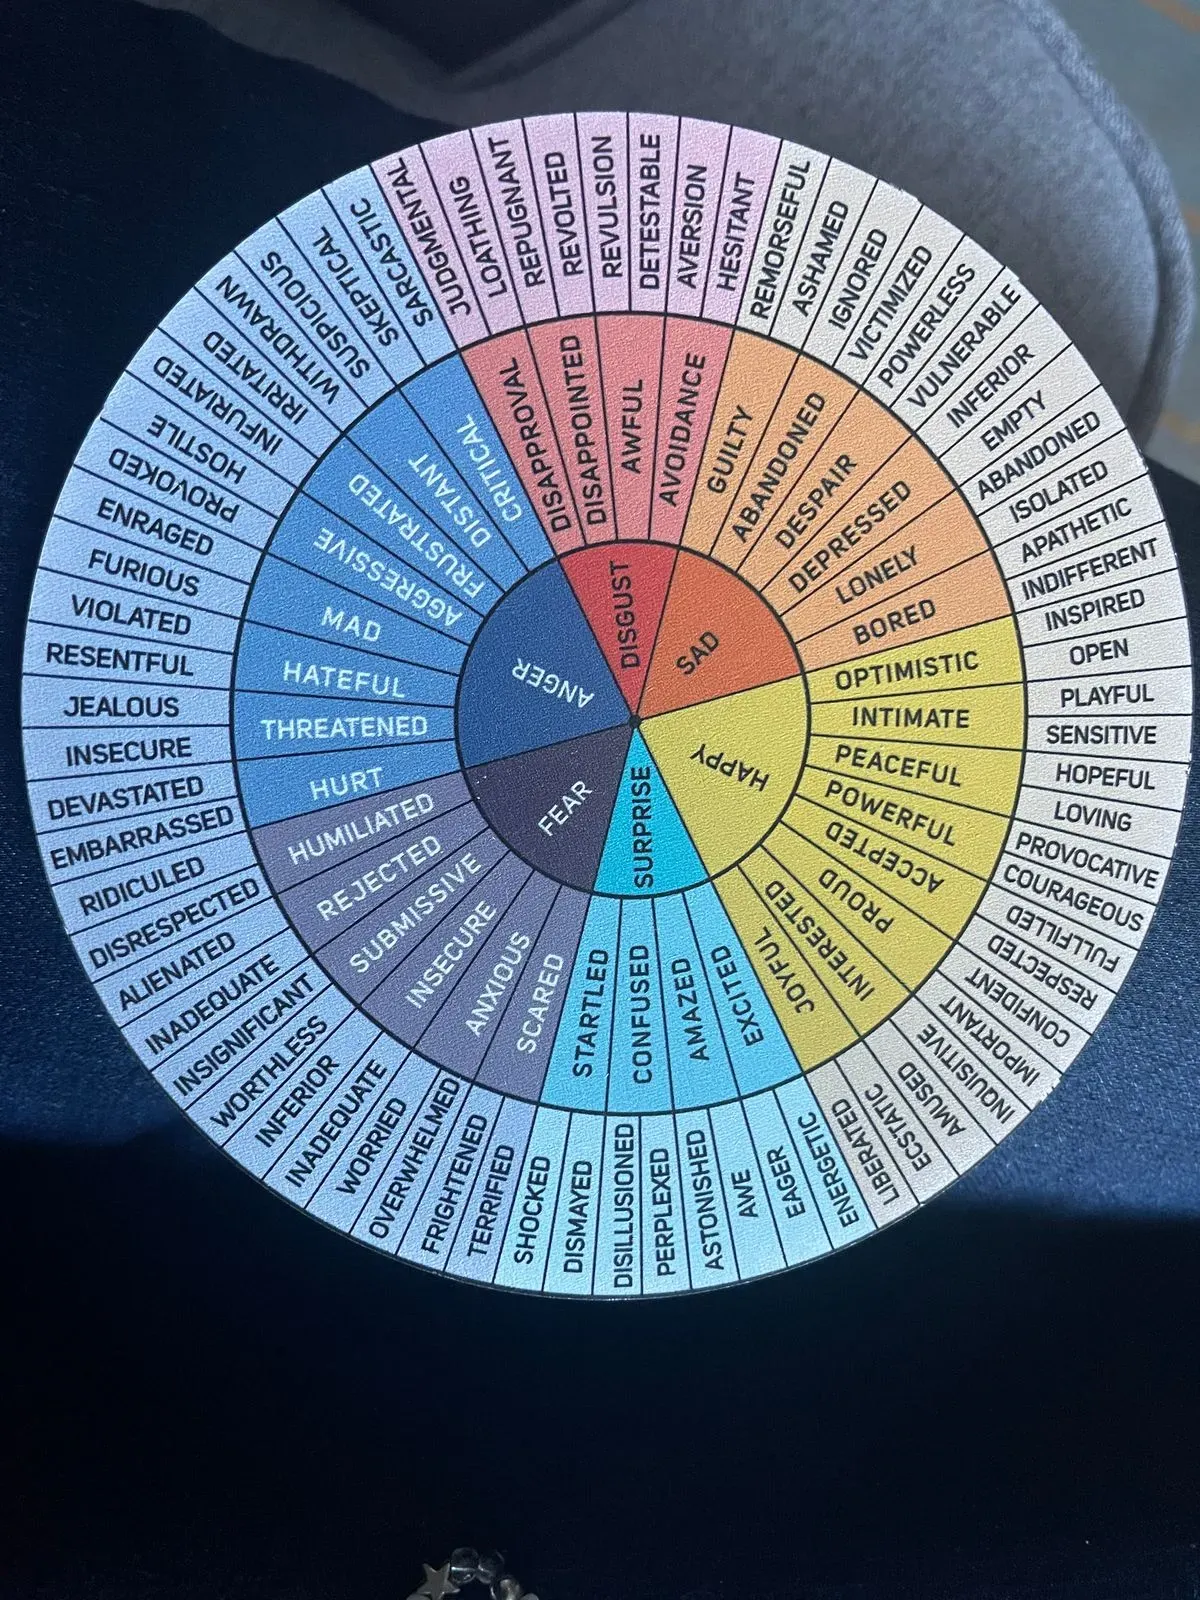 DISGUST
SAD
HAPPY
SURPRISE
FEAR
ANGER
DISAPPROVAL
DISAPPOINTED
AWFUL
AVOIDANCE
GUILTY
ABANDONED
DESPAIR
DEPRESSED
LONELY
BORED
OPTIMISTIC
INTIMATE
PEACEFUL
POWERFUL
ACCEPTED
PROUD
INTERESTED
JOYFUL
EXCITED
AMAZED
CONFUSED
STARTLED
SCARED
ANXIOUS
INSECURE
SUBMISSIVE
REJECTED
HUMILIATED
HURT
THREATENED
HATEFUL
MAD
AGGRESSIVE
FRUSTRATED
DISTANT
CRITICAL
JUDGMENTAL
LOATHING
REPUGNANT
REVOLTED
REVULSION
DETESTABLE
AVERSION
HESITANT
REMORSEFUL
ASHAMED
IGNORED
VICTIMIZED
POWERLESS
VULNERABLE
INFERIOR
EMPTY
ABANDONED
ISOLATED
APATHETIC
INDIFFERENT
INSPIRED
OPEN
PLAYFUL
SENSITIVE
HOPEFUL
LOVING
PROVOCATIVE
COURAGEOUS
FULLFILLED
RESPECTED
CONFIDENT
IMPORTANT
INQUISITIVE
AMUSED
ECSTATIC
LIBERATED
ENERGETIC
EAGER
AWE
ASTONISHED
PERPLEXED
DISILLUSIONED
DISMAYED
SHOCKED
TERRIFIED
FRIGHTENED
OVERWHELMED
WORRIED
INADEQUATE
INFERIOR
WORTHLESS
INSIGNIFICANT
INADEQUATE
ALIENATED
DISRESPECTED
RIDICULED
EMBARRASSED
DEVASTATED
INSECURE
JEALOUS
RESENTFUL
VIOLATED
FURIOUS
ENRAGED
PROVOKED
HOSTILE
INFURIATED
IRRITATED
WITHDRAWN
SUSPICIOUS
SKEPTICAL
SARCASTIC